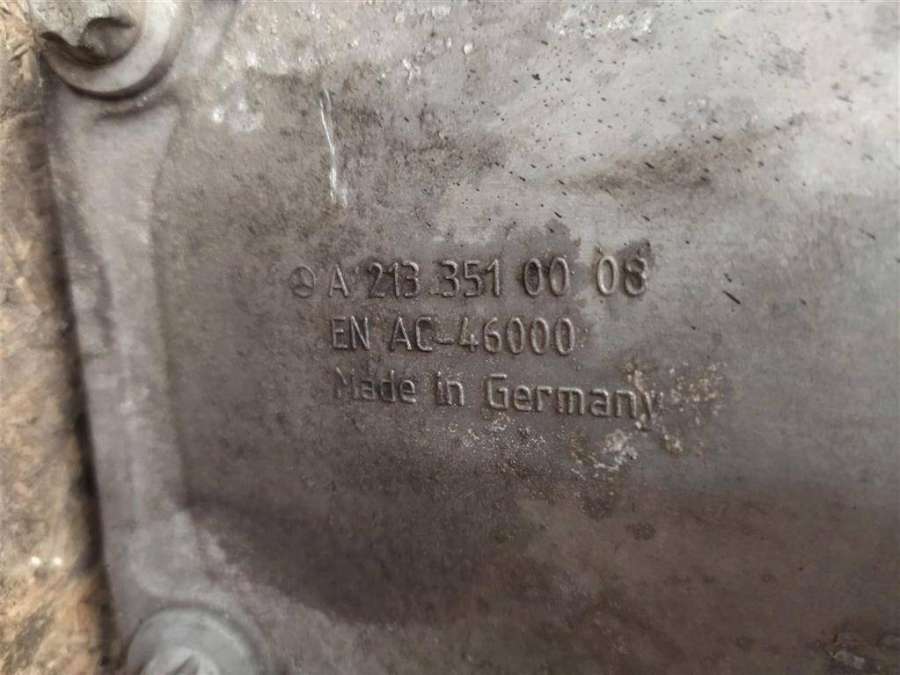 A 213 351 00 08
EN AC-46000
Made in Germany